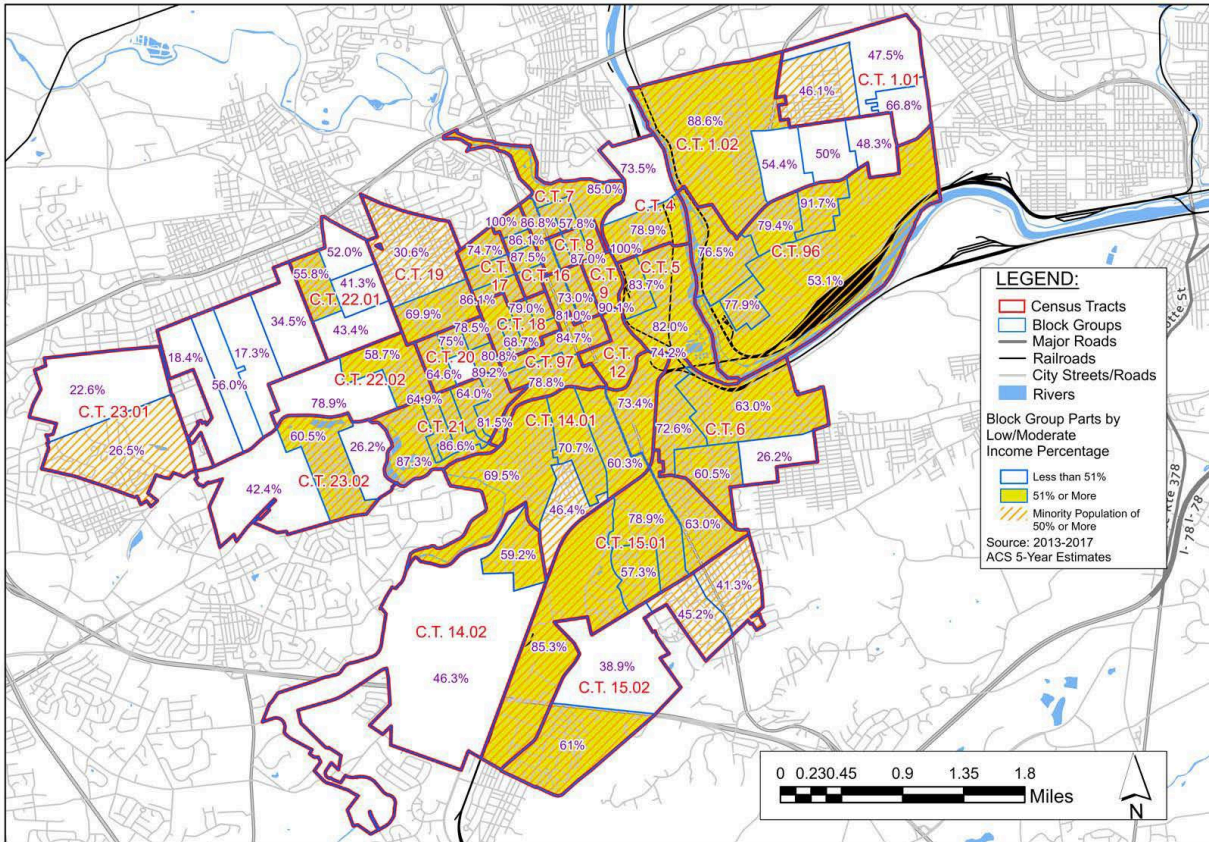 47.5%
C.T. 1.01
46.1%
66.8%
88.6%
C.T. 1.02
54.4%
50%
48.3%
73.5%
85.0%
C.T. 7
C.T. 4
91.7%
79.4%
C.T. 96
100%
86.8%
57.8%
78.9%
52.0%
30.6%
86.1%
C.T. 8
100%
76.5%
74.7%
87.5%
87.0%
55.8%
41.3%
C.T. 19
C.T.
17
C.T. 16
C.T.
9
C.T. 5
83.7%
53.1%
C.T. 22.01
86.1%
73.0%
90.1%
77.9%
34.5%
43.4%
69.9%
79.0%
81.0%
78.5%
C.T. 18
82.0%
18.4%
17.3%
58.7%
75%
68.7%
84.7%
74.2%
C.T. 20
80.8%
C.T. 97
C.T.
12
22.6%
56.0%
C.T. 22.02
64.6%
89.2%
78.8%
C.T. 23.01
78.9%
64.9%
64.0%
73.4%
63.0%
26.5%
60.5%
C.T. 21
81.5%
C.T. 14.01
72.6%
C.T. 6
26.2%
86.6%
70.7%
87.3%
60.3%
60.5%
26.2%
42.4%
C.T. 23.02
69.5%
46.4%
78.9%
63.0%
59.2%
C.T. 15.01
57.3%
41.3%
45.2%
C.T. 14.02
85.3%
38.9%
46.3%
C.T. 15.02
61%
LEGEND:
Census Tracts
Block Groups
Major Roads
Railroads
City Streets/Roads
Rivers
Block Group Parts by
Low/Moderate
Income Percentage
Less than 51%
51% or More
Minority Population of
50% or More
Source: 2013-2017
ACS 5-Year Estimates
St
Rte 378
I-78 I-78
0 0.230.45 0.9 1.35 1.8
Miles
N